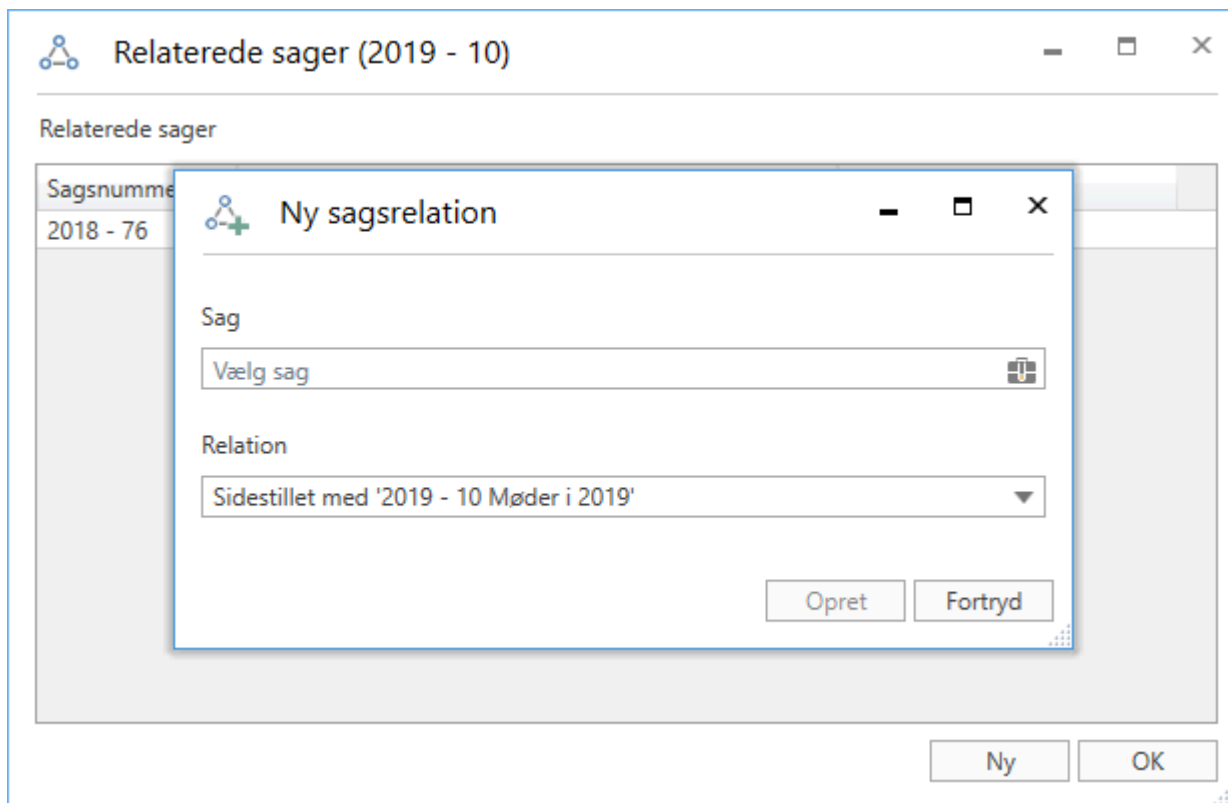 Relaterede sager (2019 - 10)
Relaterede sager
Sagsnumme
2018 - 76
Ny sagsrelation
Sag
Vælg sag
Relation
Sidestillet med '2019 - 10 Møder i 2019'
Opret Fortryd
Ny OK